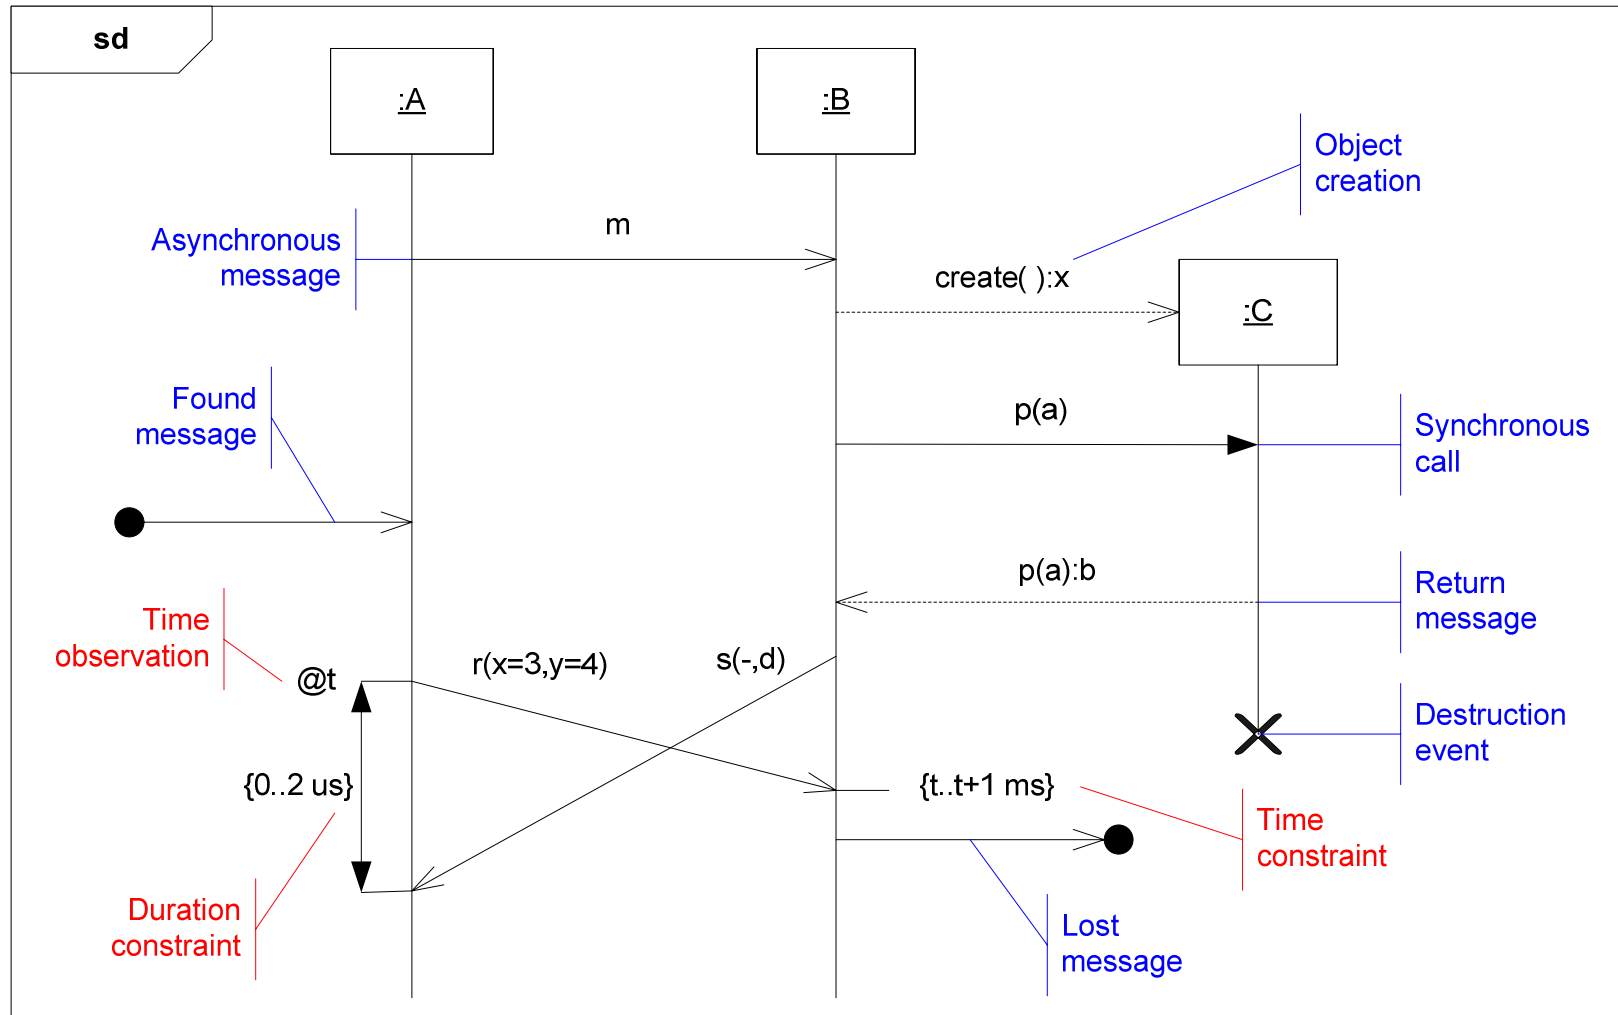 sd
:A
:B
Object
creation
m
Asynchronous
message
create( ):x
:C
Found
message
p(a)
Synchronous
call
p(a):b
Return
message
Time
observation
@t
r(x=3,y=4)
s(-,d)
Destruction
event
{0..2 us}
{t..t+1 ms}
Time
constraint
Duration
constraint
Lost
message